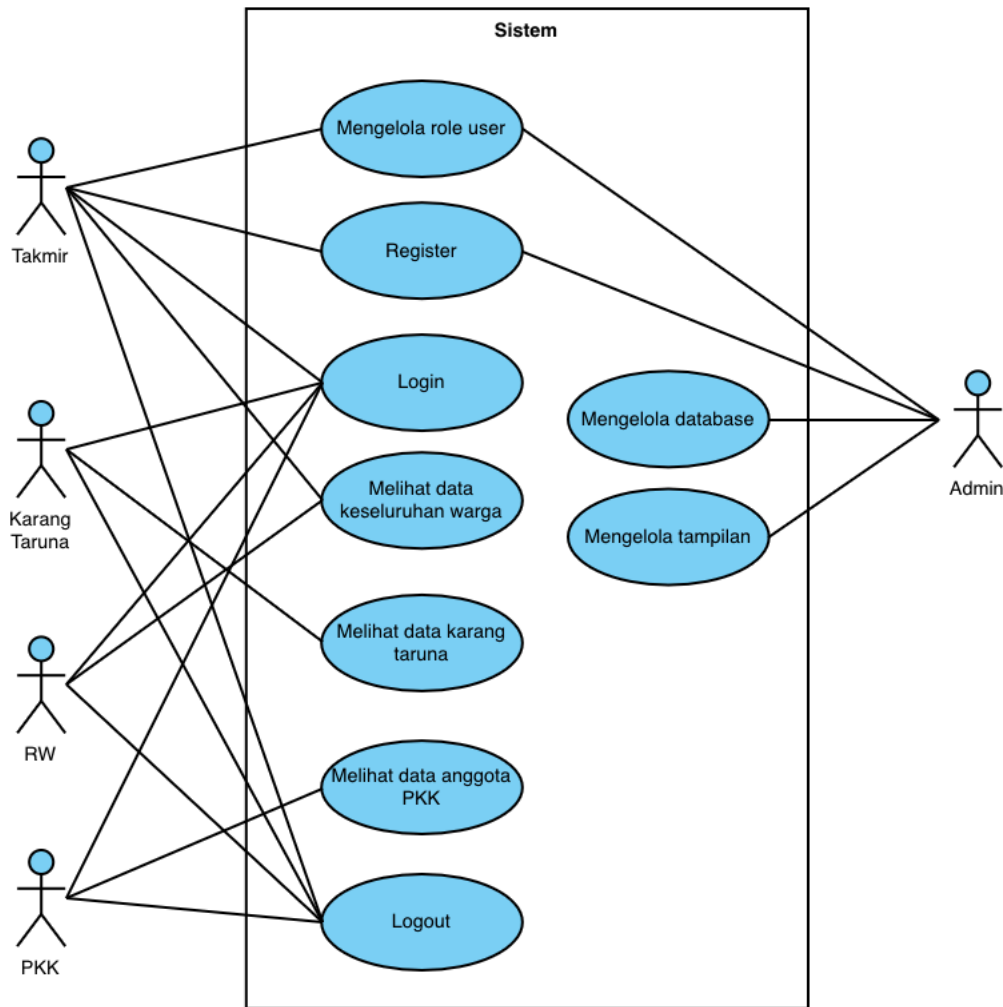 Sistem
Mengelola role user
Takmir
Register
Login
Mengelola database
Karang
Taruna
Admin
Melihat data
keseluruhan warga
Mengelola tampilan
Melihat data karang
taruna
RW
Melihat data anggota
PKK
Logout
PKK